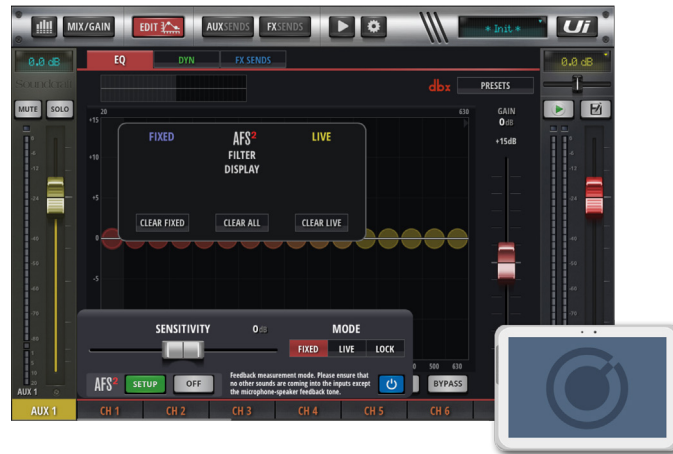 MIX/GAIN
EDIT
AUXSENDS
FXSENDS
* Init *
Ui
0.0 dB
EQ
DYN
FX SENDS
0.0 dB
Soundcraft
dbx
PRESETS
MUTE
SOLO
20
630
GAIN
0dB
+15
+15dB
FIXED
AFS2
LIVE
FILTER
DISPLAY
+10
+5
CLEAR FIXED
CLEAR ALL
CLEAR LIVE
0
-5
SENSITIVITY
0 dB
MODE
FIXED
LIVE
LOCK
500
630
AFS2
SETUP
OFF
Feedback measurement mode. Please ensure that
no other sounds are coming into the inputs except
the microphone-speaker feedback tone.
BYPASS
AUX 1
AUX 1
CH 1
CH 2
CH 3
CH 4
CH 5
CH 6